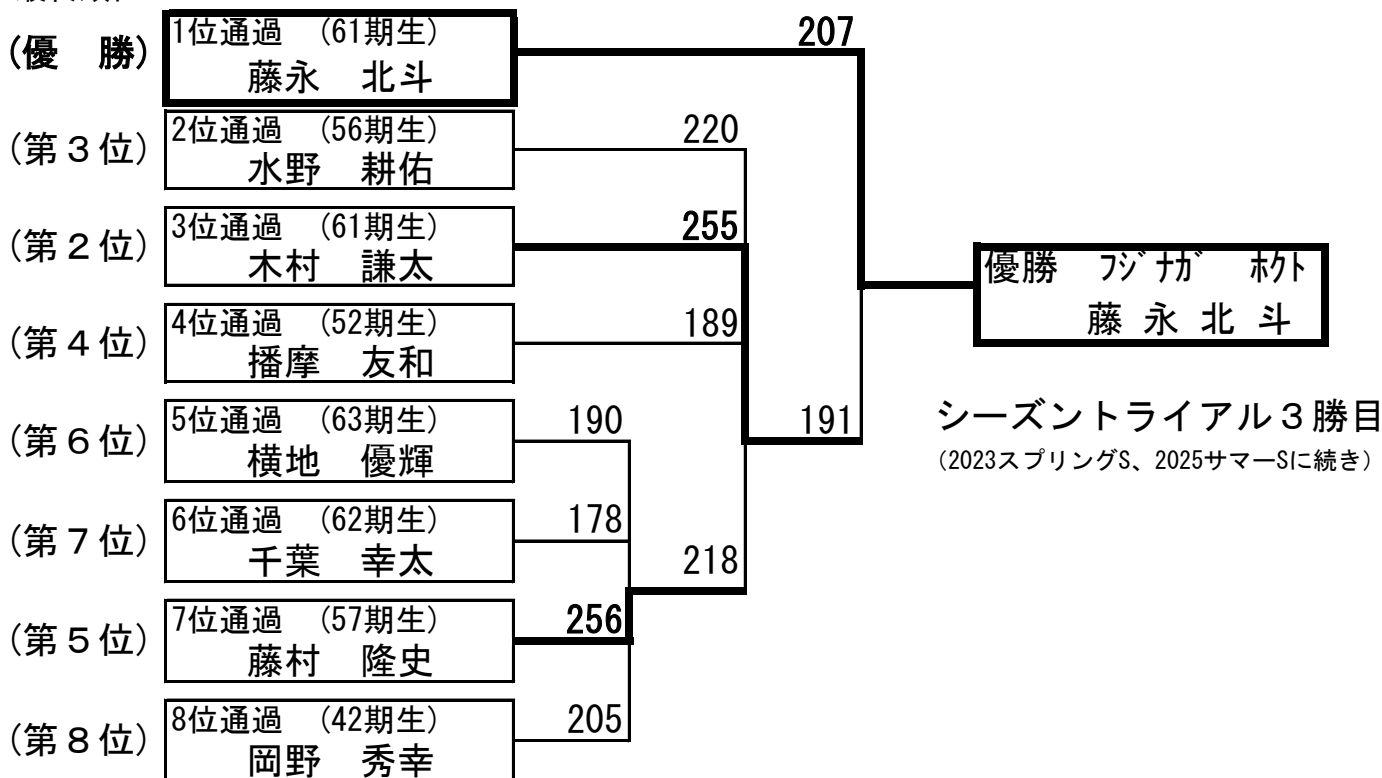 (優　勝)
1位通過　(61期生)
藤永　北斗
207
(第３位)
2位通過　(56期生)
水野　耕佑
220
(第２位)
3位通過　(61期生)
木村　謙太
255
(第４位)
4位通過　(52期生)
播摩　友和
189
(第６位)
5位通過　(63期生)
横地　優輝
190
191
(第７位)
6位通過　(62期生)
千葉　幸太
178
218
(第５位)
7位通過　(57期生)
藤村　隆史
256
(第８位)
8位通過　(42期生)
岡野　秀幸
205
優勝　ﾌｼﾞﾅｶﾞ　ﾎｸﾄ
藤 永 北 斗
シーズントライアル３勝目
(2023スプリングS、2025サマーSに続き)